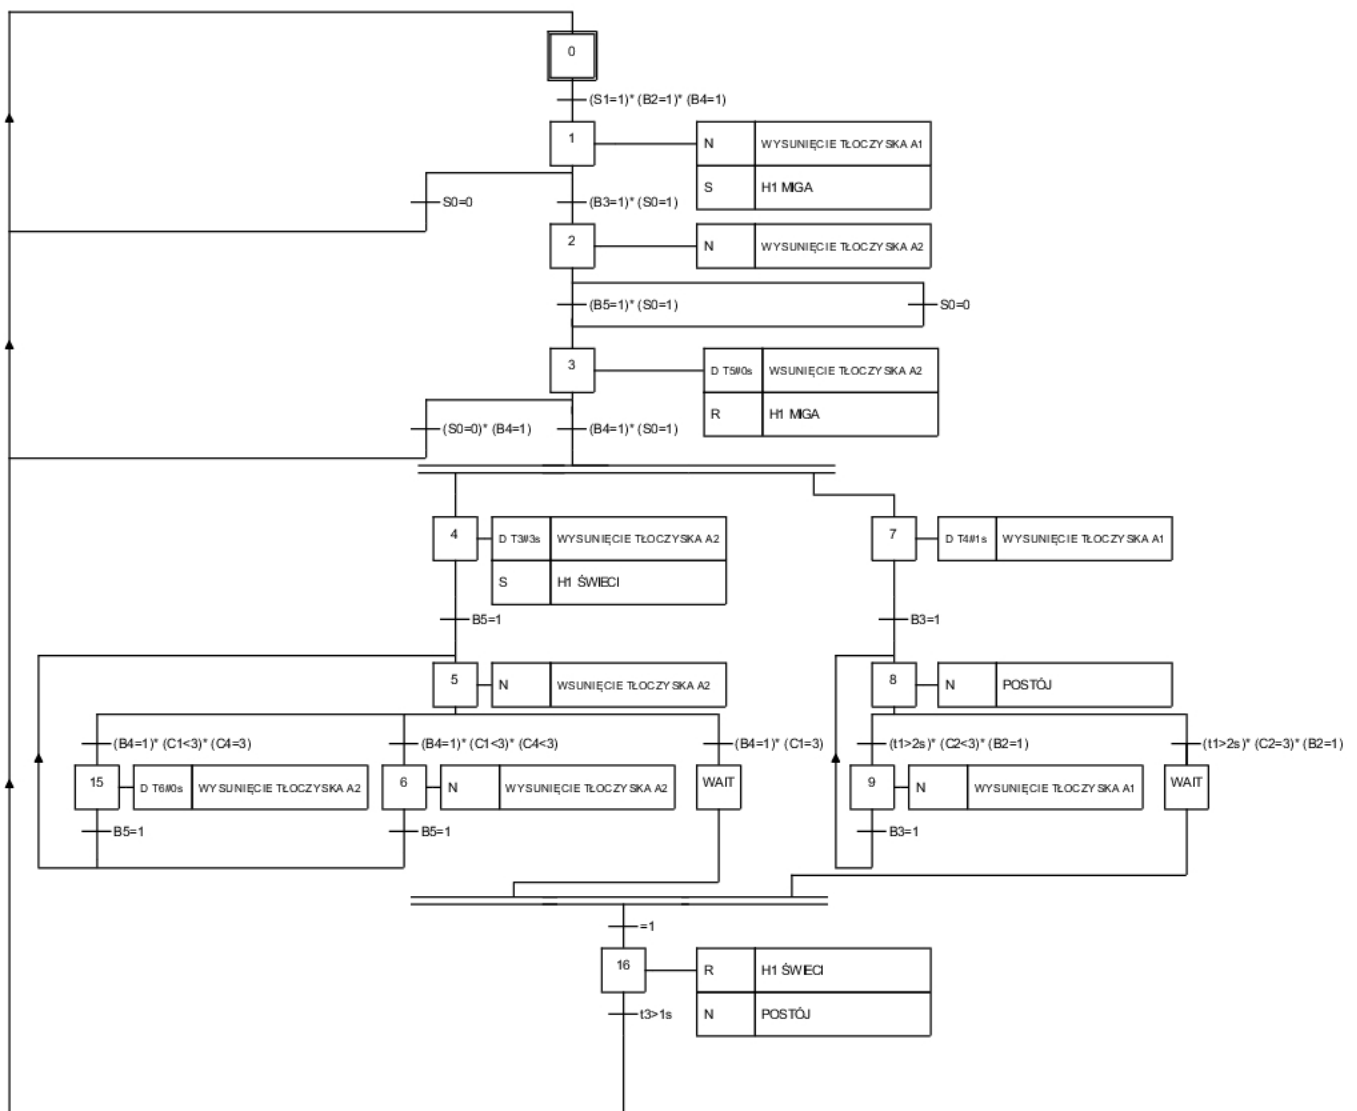 0
(S1=1)* (B2=1)* (B4=1)
1
N WYSUNIĘCIE TŁOCZYSKA A1
S H1 MIGA
S0=0
(B3=1)* (S0=1)
2
N WYSUNIĘCIE TŁOCZYSKA A2
(B5=1)* (S0=1)
S0=0
3
D T5#0s WSUNIĘCIE TŁOCZYSKA A2
R H1 MIGA
(S0=0)* (B4=1)
(B4=1)* (S0=1)
4
D T3#3s WYSUNIĘCIE TŁOCZYSKA A2
S H1 ŚWIECI
7
D T4#1s WYSUNIĘCIE TŁOCZYSKA A1
B5=1
B3=1
5
N WSUNIĘCIE TŁOCZYSKA A2
8
N POSTÓJ
(B4=1)* (C1<3)* (C4=3)
(B4=1)* (C1<3)* (C4<3)
(B4=1)* (C1=3)
(t1>2s)* (C2<3)* (B2=1)
(t1>2s)* (C2=3)* (B2=1)
15
D T6#0s WYSUNIĘCIE TŁOCZYSKA A2
6
N WYSUNIĘCIE TŁOCZYSKA A2
WAIT
9
N WYSUNIĘCIE TŁOCZYSKA A1
WAIT
B5=1
B5=1
B3=1
=1
16
R H1 ŚWIECI
N POSTÓJ
t3>1s